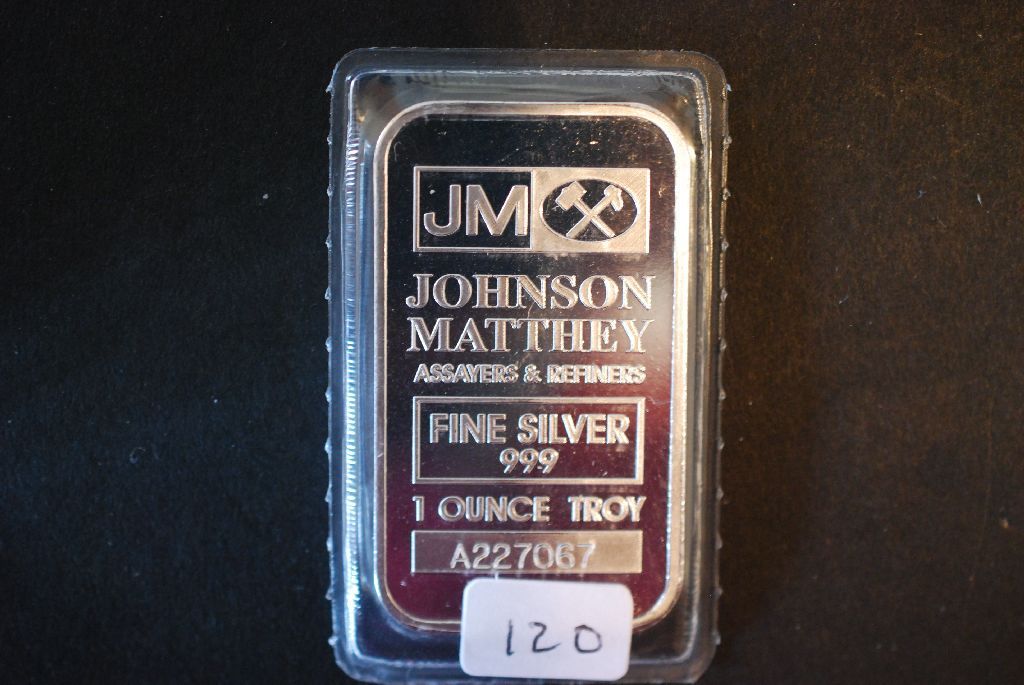 JM
JOHNSON
MATTHEY
ASSAYERS & REFINERS
FINE SILVER
999
1 OUNCE TROY
A227067
120